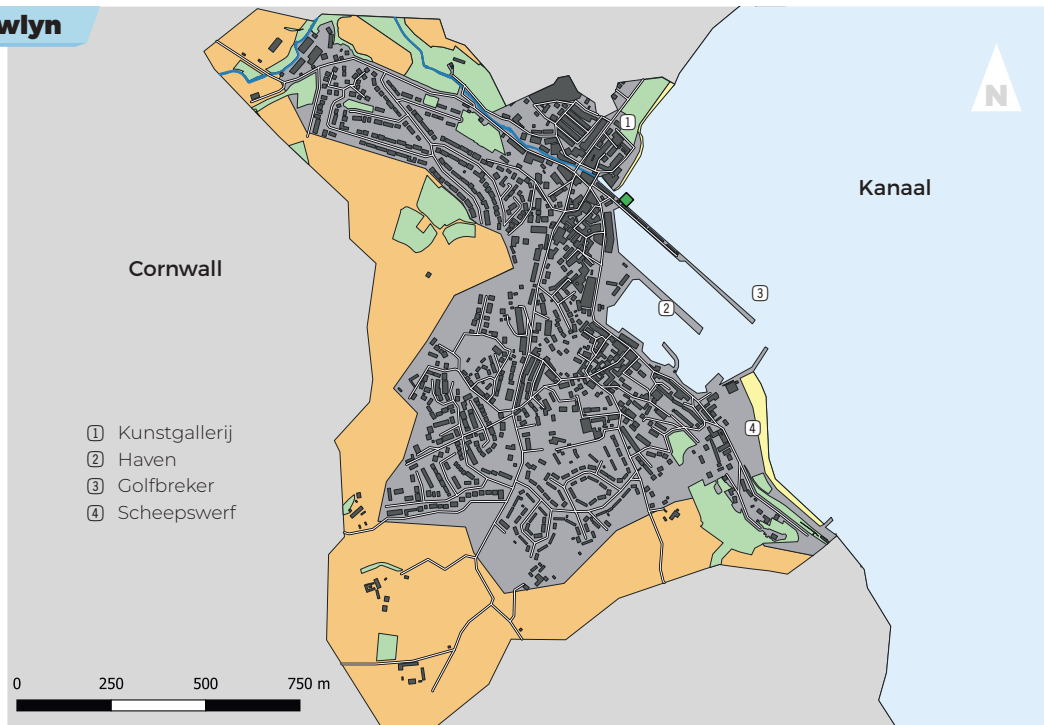 wlyn
N
Kanaal
Cornwall
1
2
3
4
1 Kunstgallerij
2 Haven
3 Golfbreker
4 Scheepswerf
0 250 500 750 m